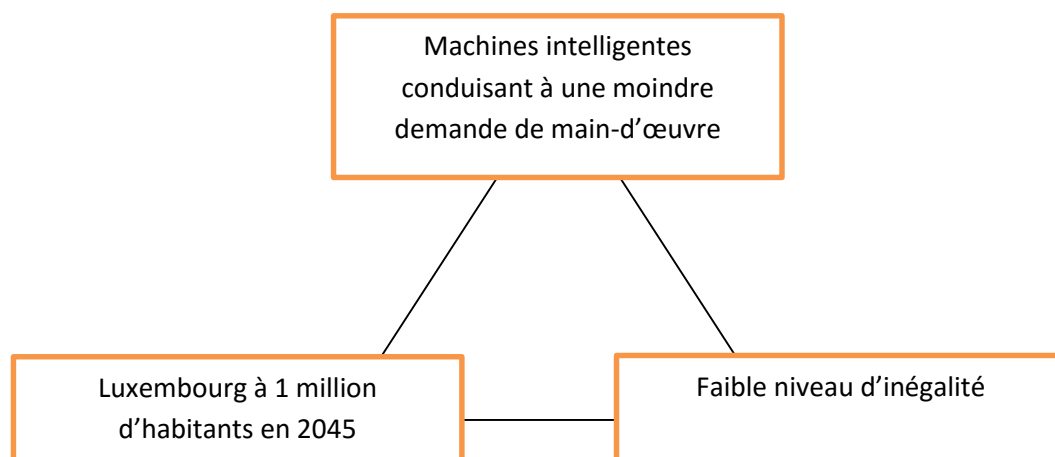 Machines intelligentes
conduisant à une moindre
demande de main-d’œuvre
Luxembourg à 1 million
d’habitants en 2045
Faible niveau d’inégalité